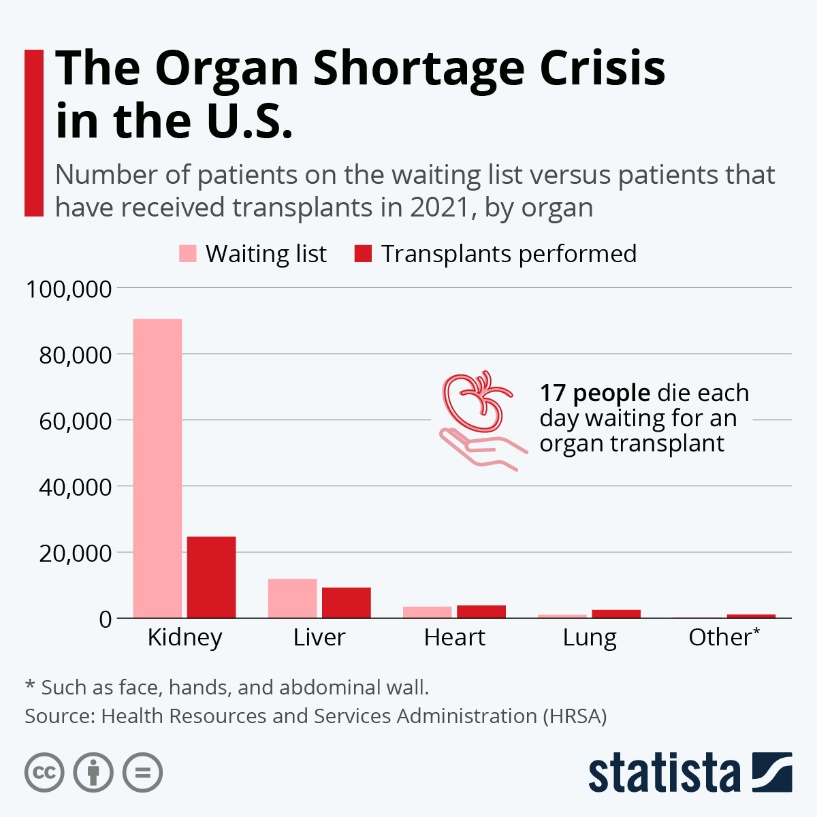 The Organ Shortage Crisis
in the U.S.
Number of patients on the waiting list versus patients that
have received transplants in 2021, by organ
Waiting list
Transplants performed
100,000
80,000
60,000
40,000
20,000
0
17 people die each
day waiting for an
organ transplant
Kidney
Liver
Heart
Lung
Other*
* Such as face, hands, and abdominal wall.
Source: Health Resources and Services Administration (HRSA)
cc
=
statista